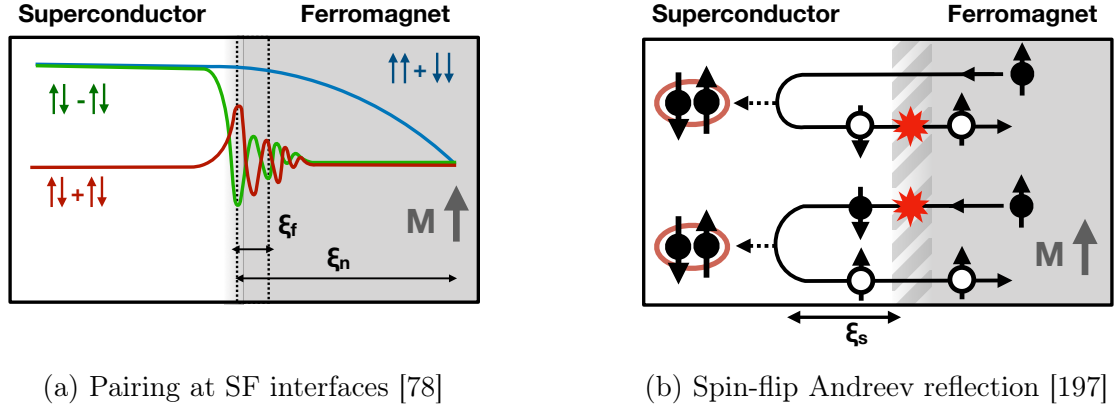 Superconductor Ferromagnet
↑↑ + ↓↓
↑↓ - ↑↓
↑↓ + ↑↓
M
ξf
ξn
(a) Pairing at SF interfaces [78]
Superconductor Ferromagnet
M
ξs
(b) Spin-flip Andreev reflection [197]